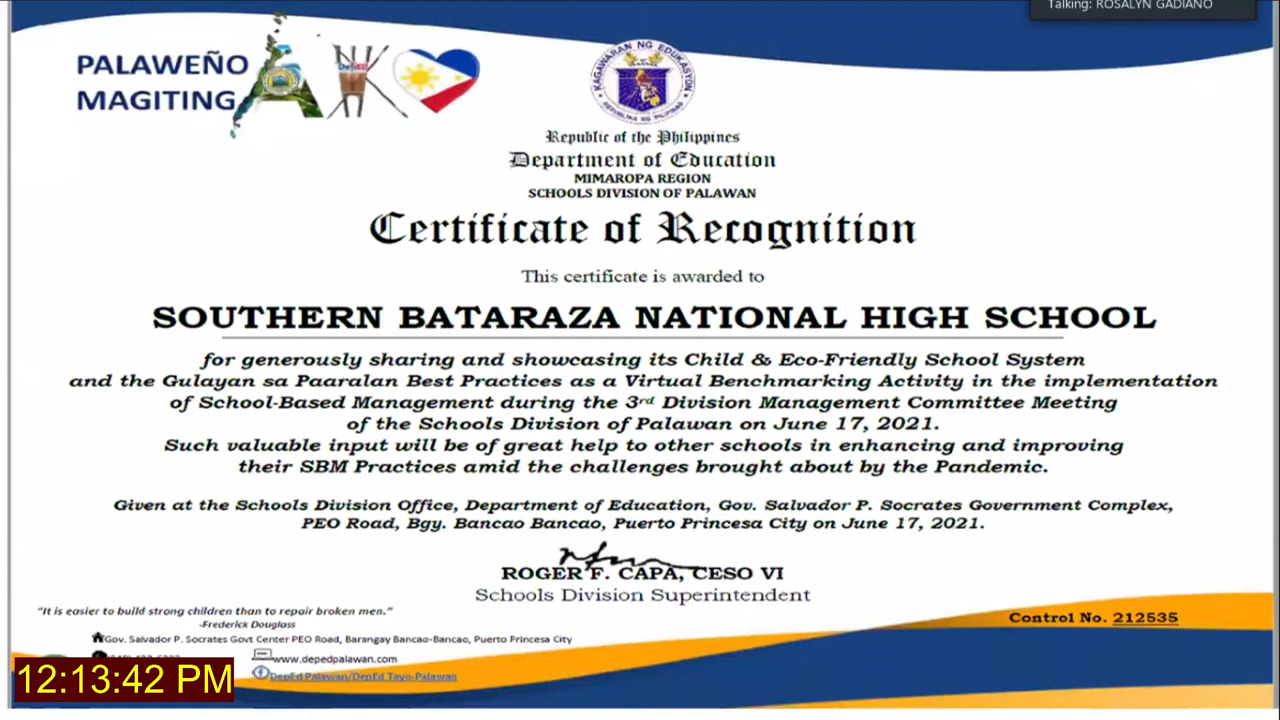 Talking: ROSALYN GADIANO
PALAWEÑO
MAGITING
DepED
KAGAWARAN NG EDUKASYON
REPUBLIKA NG PILIPINAS
Republic of the Philippines
Department of Education
MIMAROPA REGION
SCHOOLS DIVISION OF PALAWAN
Certificate of Recognition
This certificate is awarded to
SOUTHERN BATARAZA NATIONAL HIGH SCHOOL
for generously sharing and showcasing its Child & Eco-Friendly School System
and the Gulayan sa Paaralan Best Practices as a Virtual Benchmarking Activity in the implementation
of School-Based Management during the 3rd Division Management Committee Meeting
of the Schools Division of Palawan on June 17, 2021.
Such valuable input will be of great help to other schools in enhancing and improving
their SBM Practices amid the challenges brought about by the Pandemic.
Given at the Schools Division Office, Department of Education, Gov. Salvador P. Socrates Government Complex,
PEO Road, Bgy. Bancao Bancao, Puerto Princesa City on June 17, 2021.
ROGER F. CAPA, CESO VI
Schools Division Superintendent
"It is easier to build strong children than to repair broken men."
-Frederick Douglass
Control No. 212535
Gov. Salvador P. Socrates Govt Center PEO Road, Barangay Bancao-Bancao, Puerto Princesa City
www.depedpalawan.com
DepEd Palawan/DepEd Tayo-Palawan
12:13:42 PM